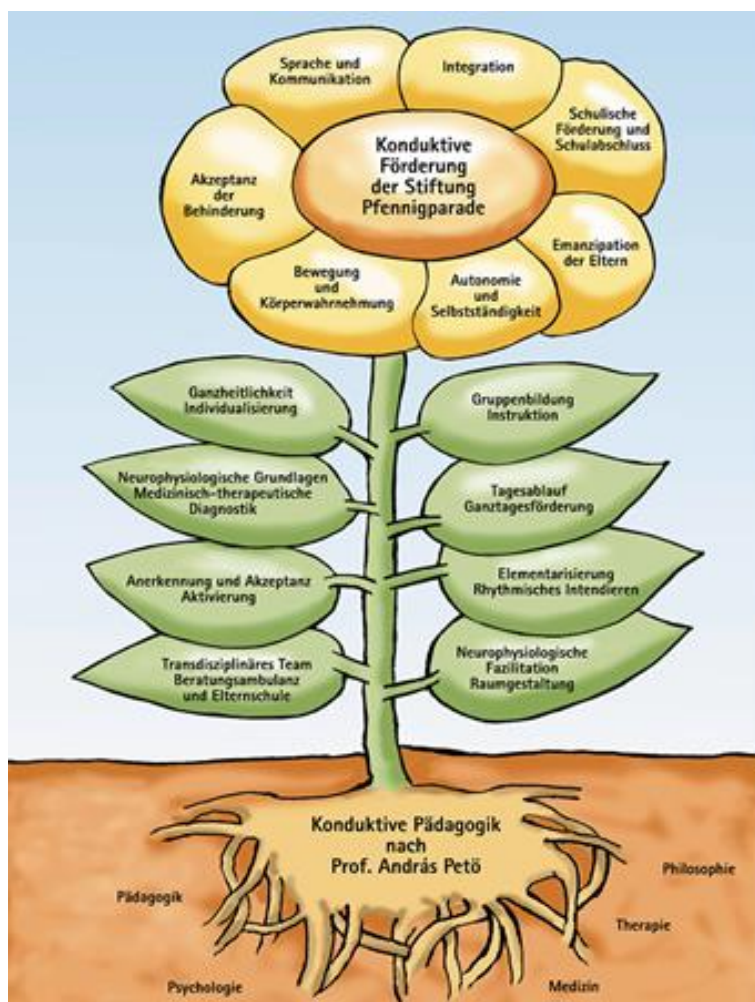 Sprache und
Kommunikation
Integration
Schulische
Förderung und
Schulabschluss
Konduktive
Förderung
der Stiftung
Pfennigparade
Akzeptanz
der
Behinderung
Emanzipation
der Eltern
Bewegung
und
Körperwahrnehmung
Autonomie
und
Selbstständigkeit
Ganzheitlichkeit
Individualisierung
Gruppenbildung
Instruktion
Neurophysiologische Grundlagen
Medizinisch-therapeutische
Diagnostik
Tagesablauf
Ganztagesförderung
Anerkennung und Akzeptanz
Aktivierung
Elementarisierung
Rhythmisches Intendieren
Transdisziplinäres Team
Beratungsambulanz
und Elternschule
Neurophysiologische
Fazilitation
Raumgestaltung
Konduktive Pädagogik
nach
Prof. András Petö
Pädagogik
Psychologie
Medizin
Therapie
Philosophie